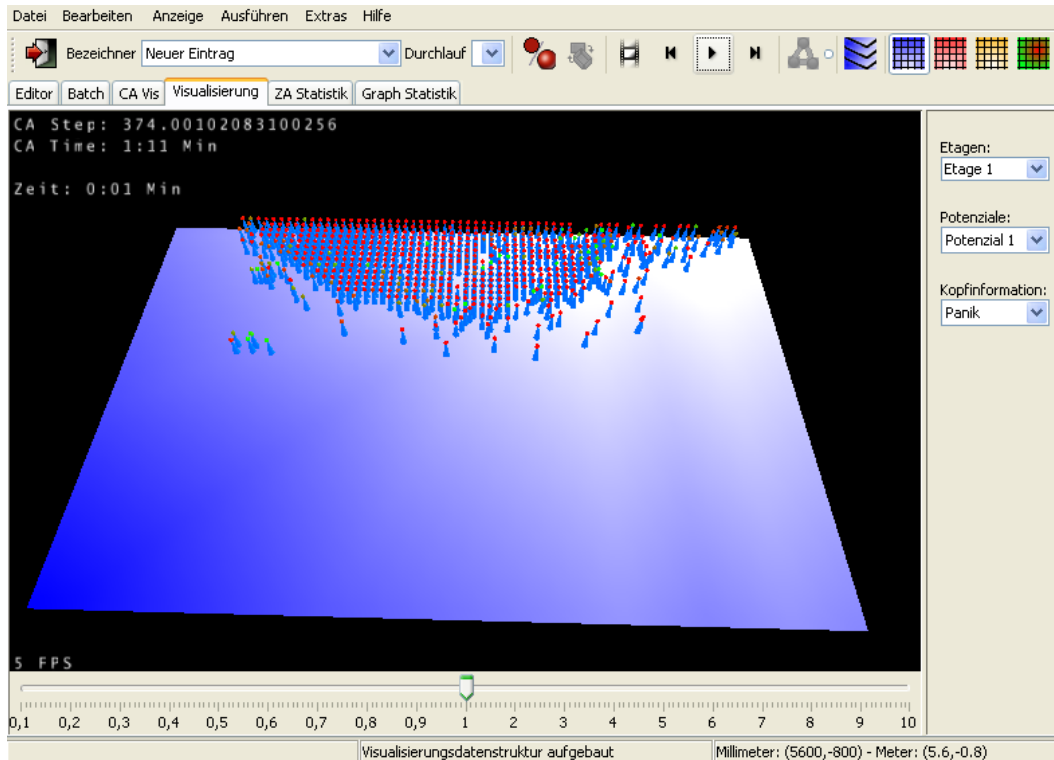 Datei Bearbeiten Anzeige Ausführen Extras Hilfe
Bezeichner Neuer Eintrag Durchlauf
Editor Batch CA Vis Visualisierung ZA Statistik Graph Statistik
CA Step: 374.00102083100256
CA Time: 1:11 Min
Zeit: 0:01 Min
Etagen:
Etage 1
Potenziale:
Potenzial 1
Kopfinformation:
Panik
5 FPS
0,1 0,2 0,3 0,4 0,5 0,6 0,7 0,8 0,9 1 2 3 4 5 6 7 8 9 10
Visualisierungsdatenstruktur aufgebaut Millimeter: (5600,-800) - Meter: (5.6,-0.8)